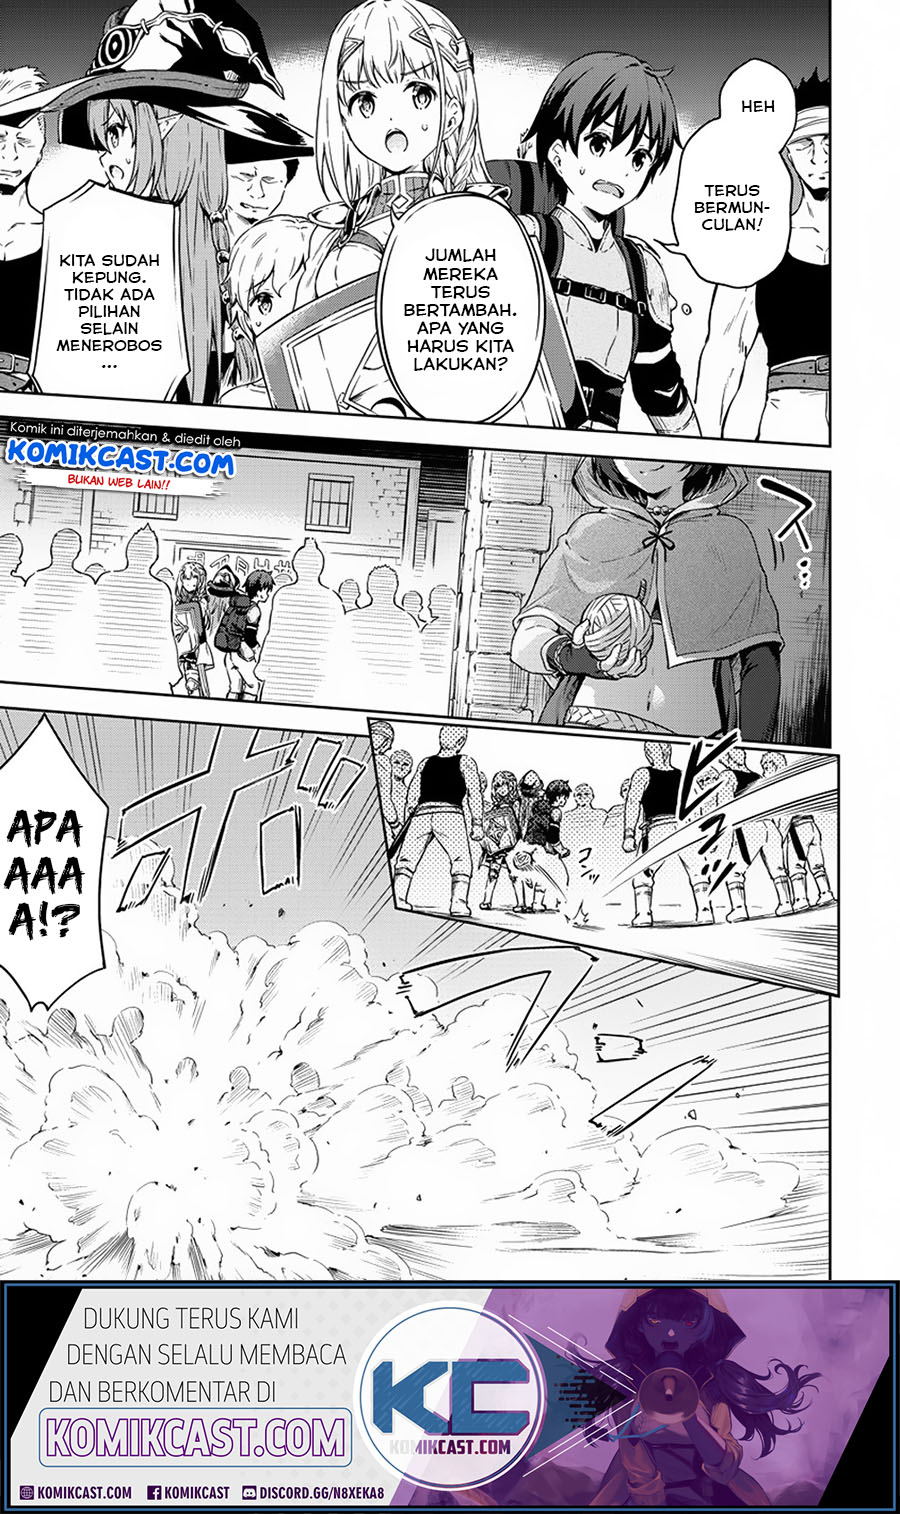 HEH
TERUS
BERMUN-
CULAN!
JUMLAH
MEREKA
TERUS
BERTAMBAH.
APA YANG
HARUS KITA
LAKUKAN?
KITA SUDAH
KEPUNG.
TIDAK ADA
PILIHAN
SELAIN
MENEROBOS
...
Komik ini diterjemahkan & diedit oleh
KOMIKCAST.COM
BUKAN WEB LAIN!!
APA
AAA
A!?
DUKUNG TERUS KAMI
DENGAN SELALU MEMBACA
DAN BERKOMENTAR DI
KOMIKCAST.COM
KC
KOMIKCAST.COM
KOMIKCAST.COM
KOMIKCAST
DISCORD.GG/N8XEKA8